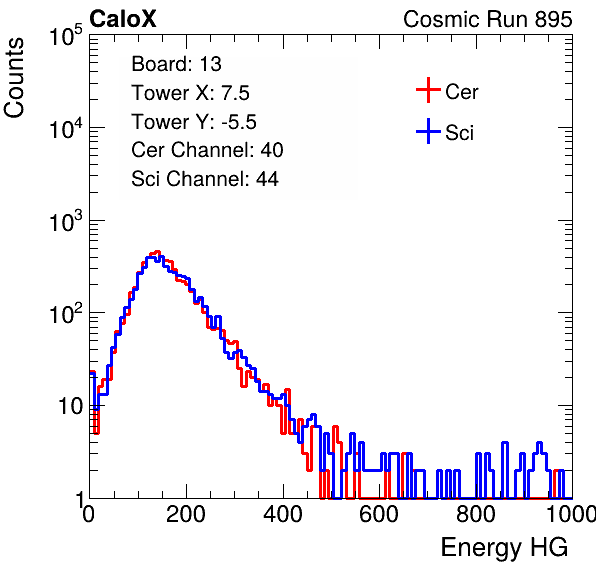 CaloX Cosmic Run 895
Counts
10^5
10^4
10^3
10^2
10
1
Board: 13
Tower X: 7.5
Tower Y: -5.5
Cer Channel: 40
Sci Channel: 44
Cer
Sci
0 200 400 600 800 1000
Energy HG